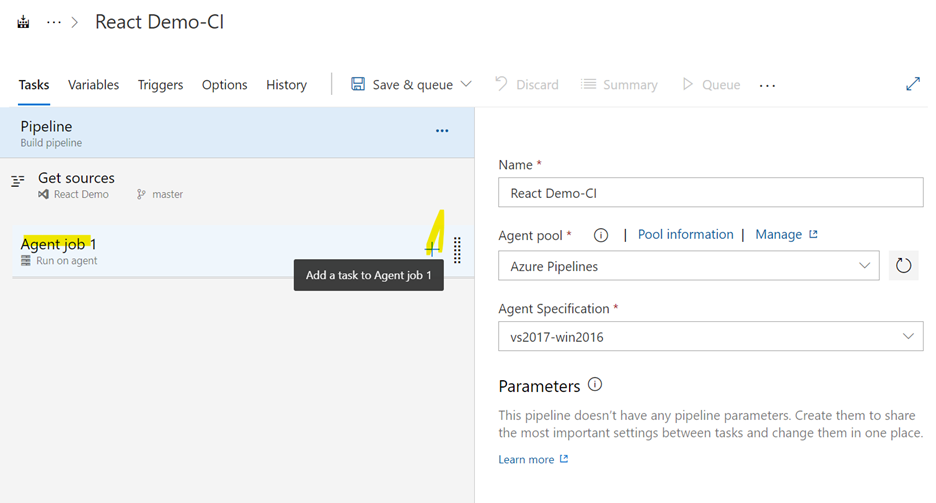 ··· > React Demo-CI
Tasks Variables Triggers Options History Save & queue Discard Summary Queue ...
Pipeline
Build pipeline
...
Get sources
React Demo master
Agent job 1
Run on agent
+
Add a task to Agent job 1
Name *
React Demo-CI
Agent pool * | Pool information | Manage
Azure Pipelines
Agent Specification *
vs2017-win2016
Parameters
This pipeline doesn't have any pipeline parameters. Create them to share
the most important settings between tasks and change them in one place.
Learn more